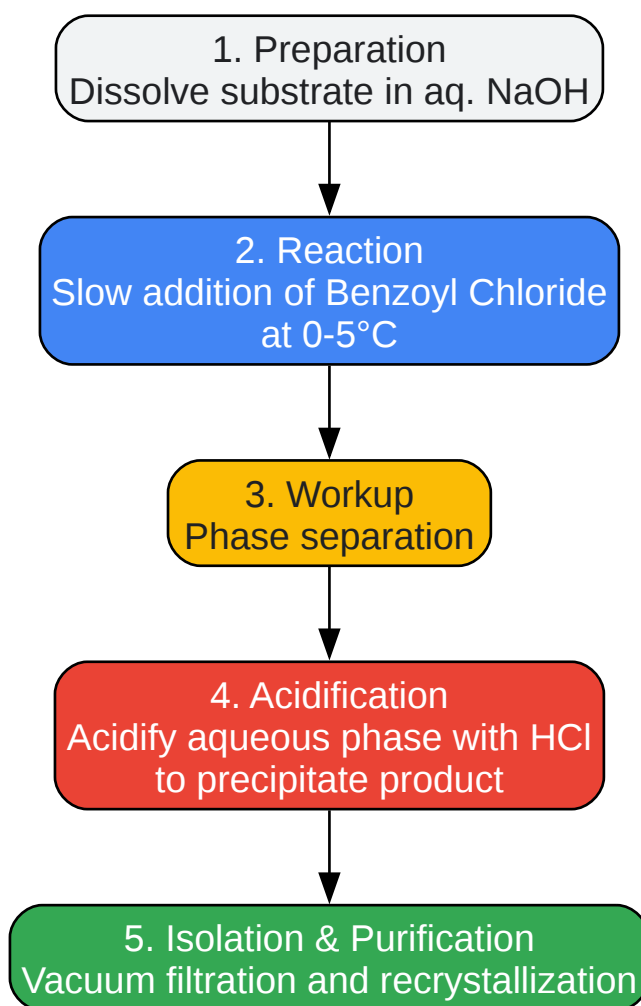 1. Preparation
Dissolve substrate in aq. NaOH
2. Reaction
Slow addition of Benzoyl Chloride
at 0-5°C
3. Workup
Phase separation
4. Acidification
Acidify aqueous phase with HCl
to precipitate product
5. Isolation & Purification
Vacuum filtration and recrystallization